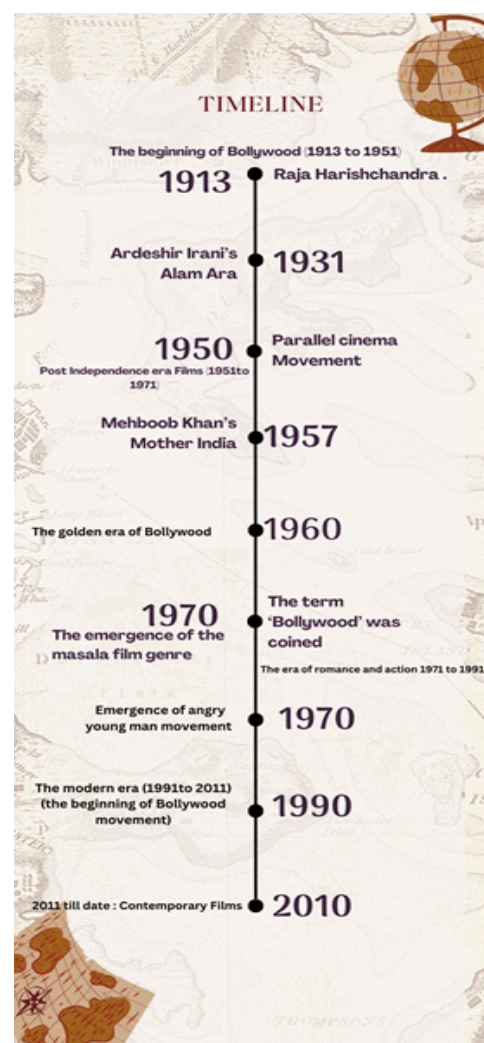 TIMELINE
The beginning of Bollywood (1913 to 1951)
1913
Raja Harishchandra .
Ardeshir Irani's
Alam Ara
1931
1950
Parallel cinema
Movement
Post Independence era Films (1951to
1971)
Mehboob Khan's
Mother India
1957
The golden era of Bollywood
1960
1970
The emergence of the
masala film genre
The term
'Bollywood' was
coined
The era of romance and action 1971 to 1991
Emergence of angry
young man movement
1970
The modern era (1991to 2011)
(the beginning of Bollywood
movement)
1990
2011 till date : Contemporary Films
2010
THOMPSON'S